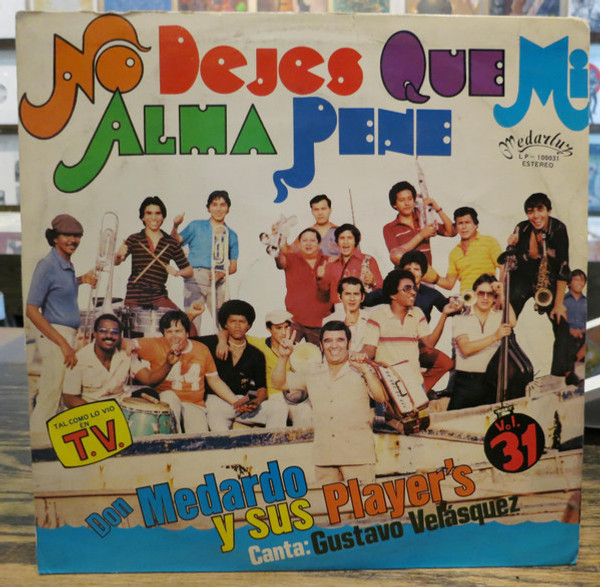 No Dejes Que Mi
Alma Pene
Medarluz
LP-100031
ESTEREO
TAL COMO LO VIO
EN
T.V.
Vol.
31
Don Medardo
y sus Player's
Canta: Gustavo Velásquez